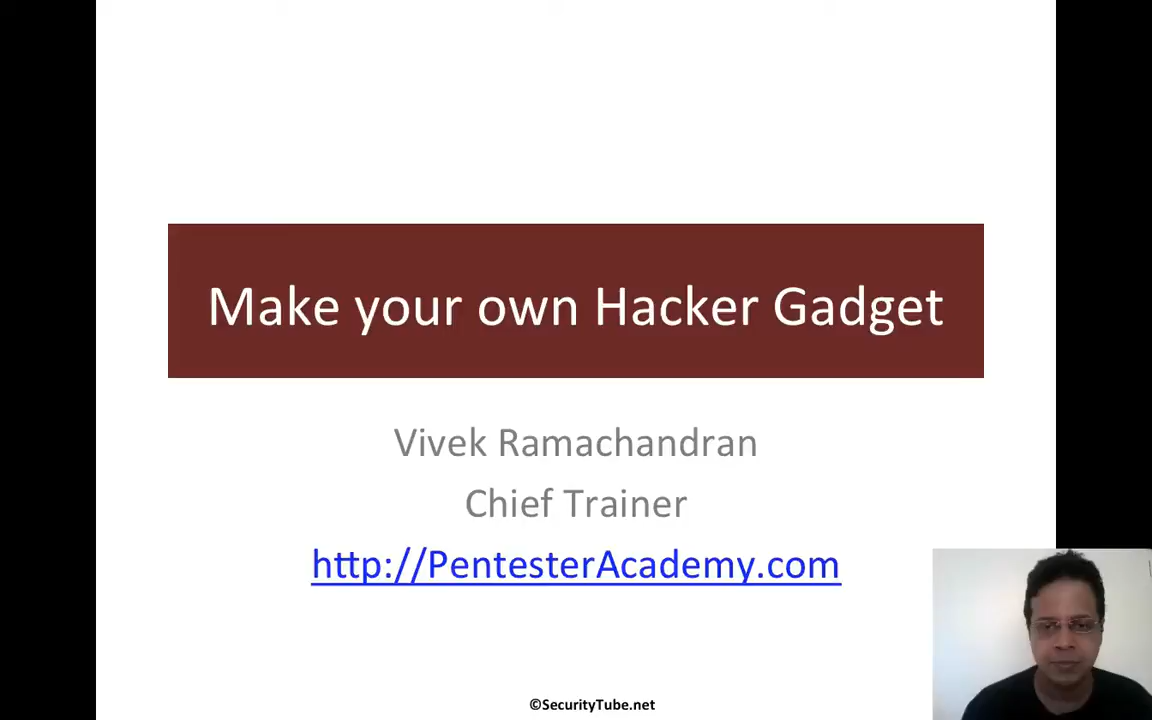 Make your own Hacker Gadget
Vivek Ramachandran
Chief Trainer
http://PentesterAcademy.com
©SecurityTube.net